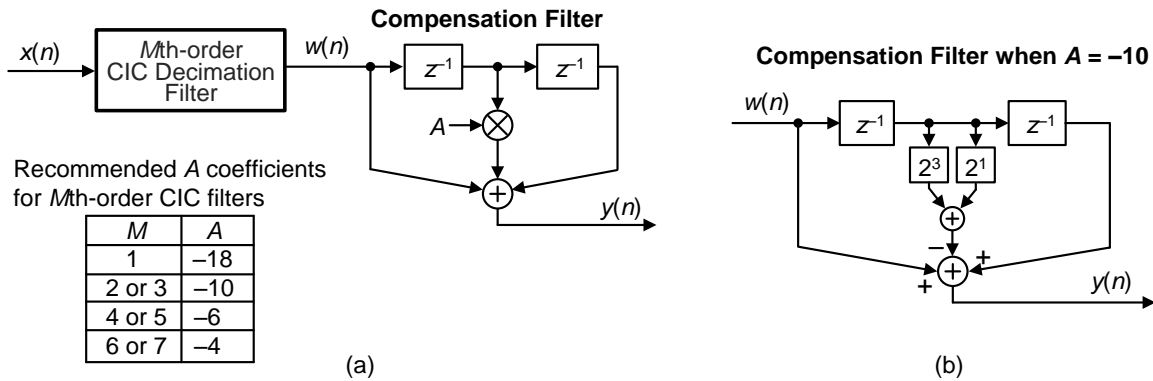 Compensation Filter
x(n)
Mth-order
CIC Decimation
Filter
w(n)
z⁻¹
z⁻¹
A
+
y(n)
Recommended A coefficients
for Mth-order CIC filters
M A
1 –18
2 or 3 –10
4 or 5 –6
6 or 7 –4
(a)
Compensation Filter when A = –10
w(n)
z⁻¹
z⁻¹
2³ 2¹
+
–
+
+
+
y(n)
(b)